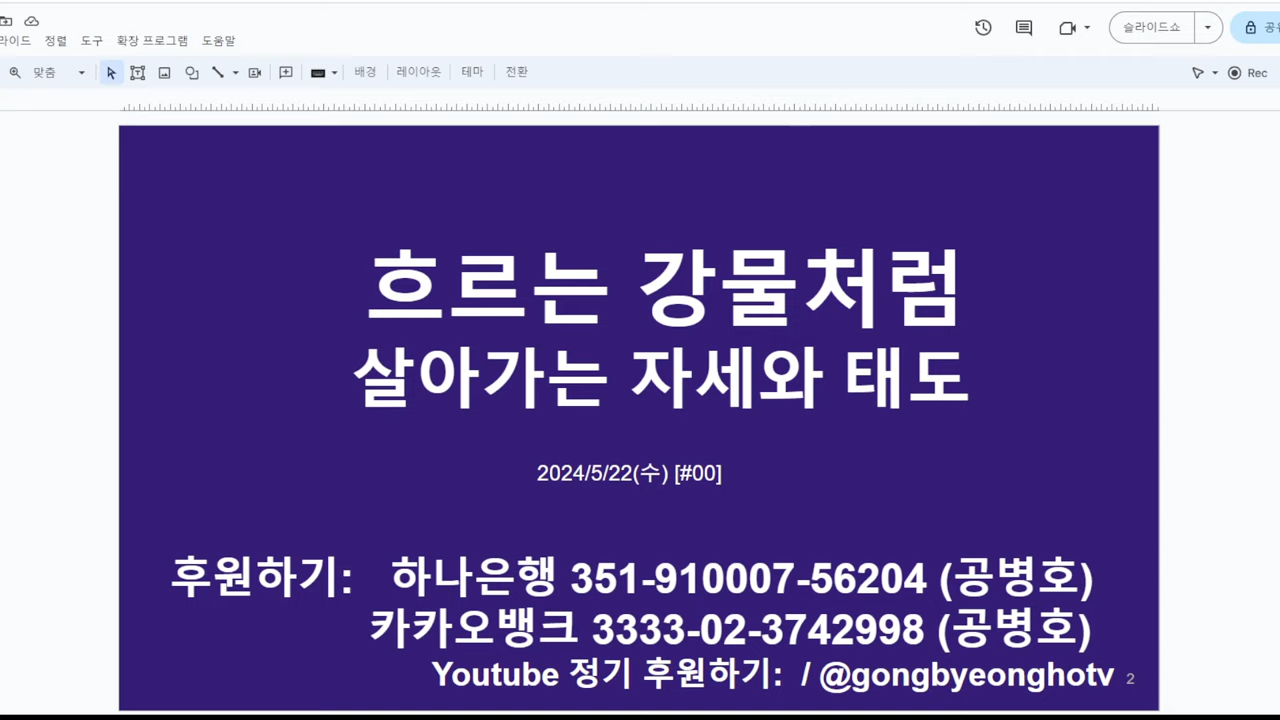 라이드 정렬 도구 확장 프로그램 도움말
슬라이드쇼
맞춤 배경 레이아웃 테마 전환 Rec
흐르는 강물처럼
살아가는 자세와 태도
2024/5/22(수) [#00]
후원하기: 하나은행 351-910007-56204 (공병호)
카카오뱅크 3333-02-3742998 (공병호)
Youtube 정기 후원하기: / @gongbyeonghotv
2